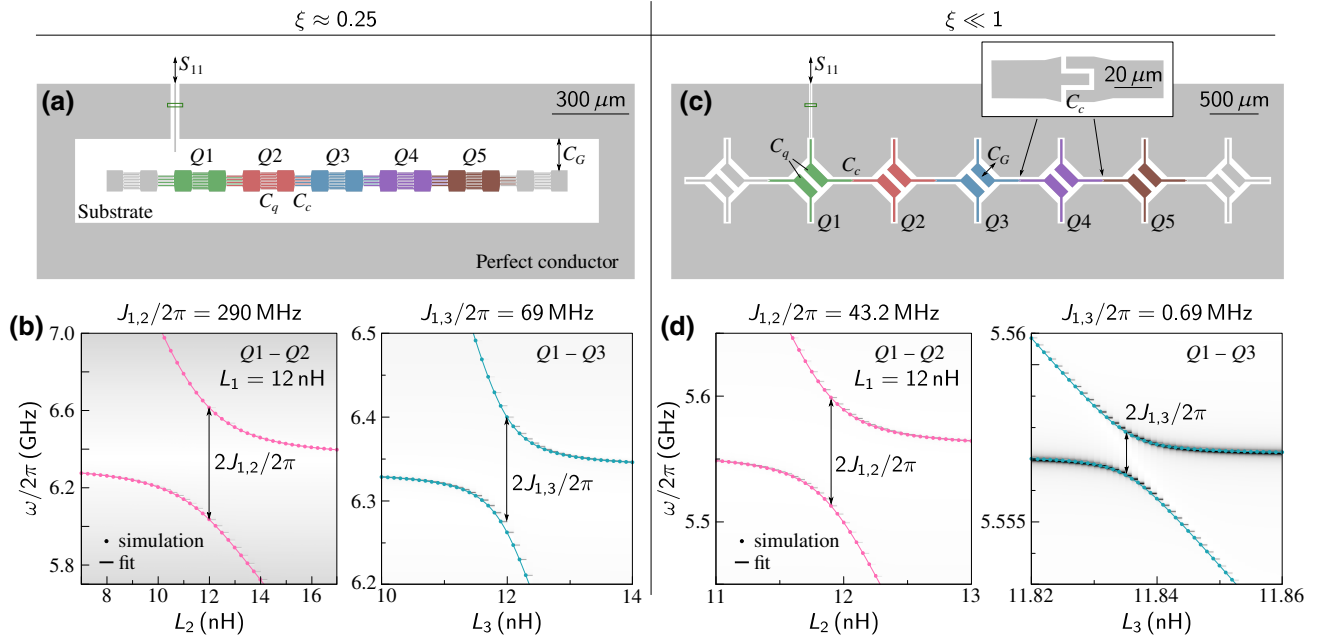 ξ ≈ 0.25
ξ ≪ 1
(a)
S11
300 μm
Q1 Q2 Q3 Q4 Q5
CG
Cq Cc
Substrate
Perfect conductor
(c)
S11
20 μm
Cc
500 μm
Cq
Cc
CG
Q1 Q2 Q3 Q4 Q5
(b)
J1,2/2π = 290 MHz
ω/2π (GHz)
7.0
6.6
6.2
5.8
Q1 – Q2
L1 = 12 nH
2J1,2/2π
simulation
fit
8 10 12 14 16
L2 (nH)
J1,3/2π = 69 MHz
6.5
6.4
6.3
6.2
Q1 – Q3
2J1,3/2π
10 12 14
L3 (nH)
(d)
J1,2/2π = 43.2 MHz
ω/2π (GHz)
5.6
5.5
Q1 – Q2
L1 = 12 nH
2J1,2/2π
simulation
fit
11 12 13
L2 (nH)
J1,3/2π = 0.69 MHz
5.56
5.555
Q1 – Q3
2J1,3/2π
11.82 11.84 11.86
L3 (nH)